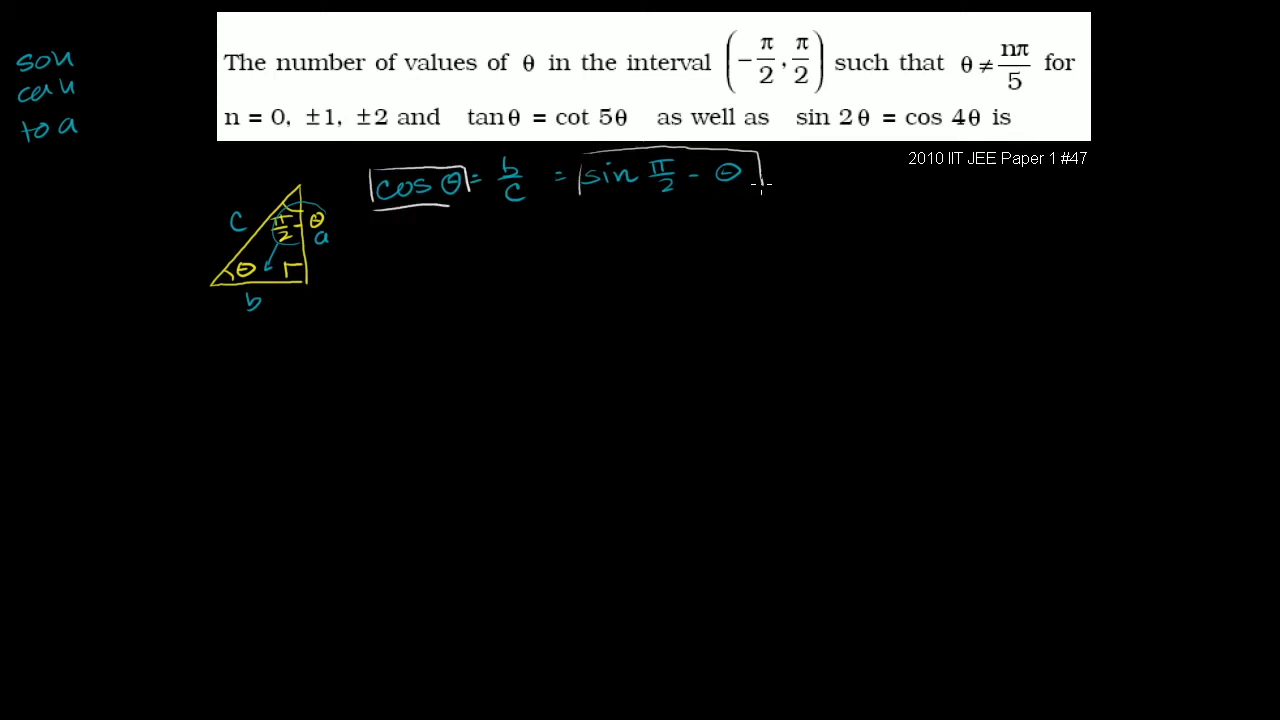 The number of values of θ in the interval (-π/2, π/2) such that θ ≠ nπ/5 for
n = 0, ±1, ±2 and tanθ = cot 5θ as well as sin 2θ = cos 4θ is
2010 IIT JEE Paper 1 #47
soh
cah
toa
cos θ = b/c = sin π/2 - θ
c
π/2 - θ
a
θ
b